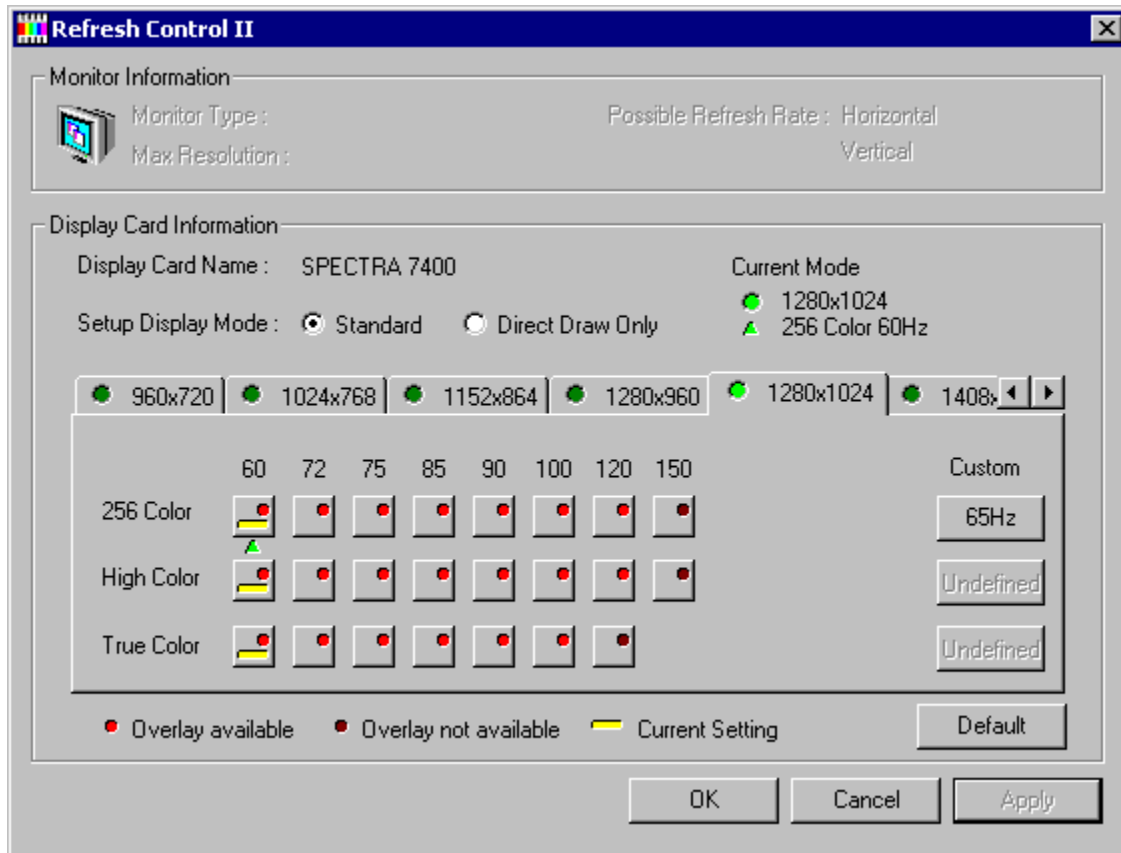 Refresh Control II
Monitor Information
Monitor Type : Possible Refresh Rate : Horizontal
Max Resolution : Vertical
Display Card Information
Display Card Name : SPECTRA 7400 Current Mode
1280x1024
Setup Display Mode : Standard Direct Draw Only 256 Color 60Hz
960x720 1024x768 1152x864 1280x960 1280x1024 1408x
60 72 75 85 90 100 120 150 Custom
256 Color 65Hz
High Color Undefined
True Color Undefined
Overlay available Overlay not available Current Setting Default
OK Cancel Apply